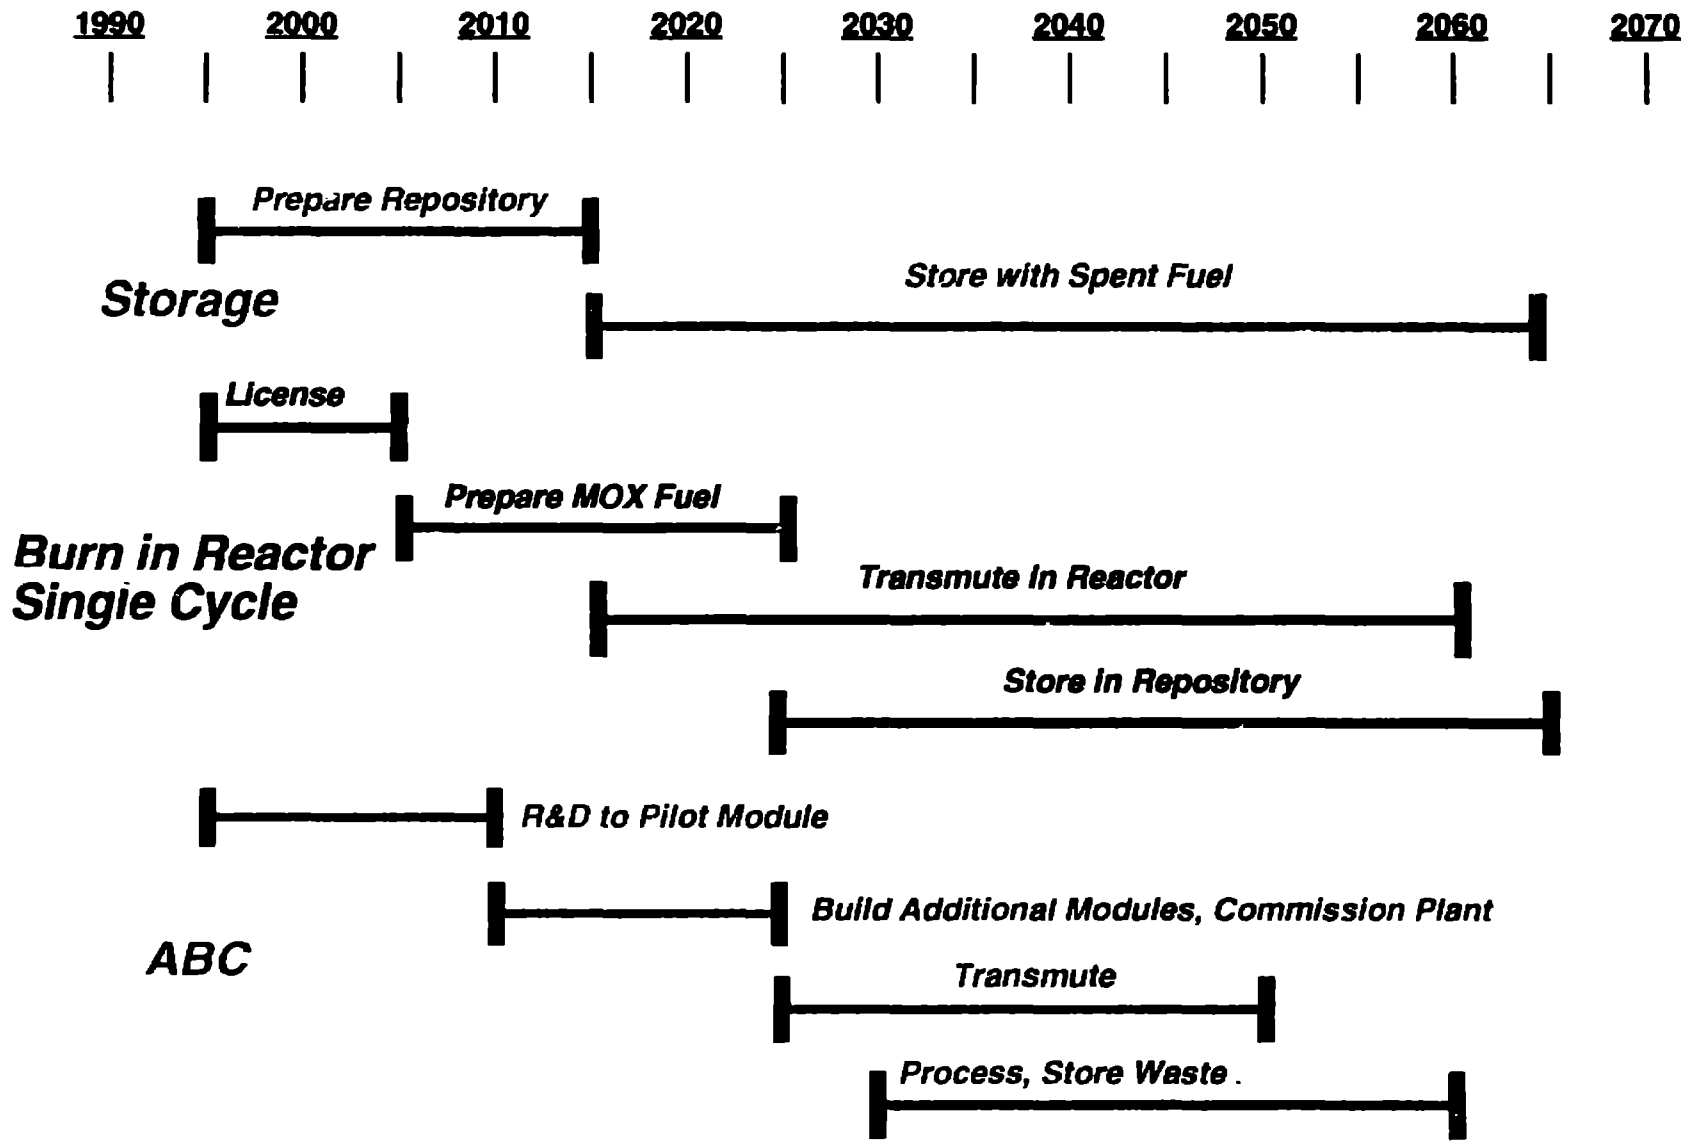 1990 2000 2010 2020 2030 2040 2050 2060 2070
Prepare Repository
Store with Spent Fuel
Storage
License
Prepare MOX Fuel
Burn in Reactor
Single Cycle
Transmute in Reactor
Store in Repository
R&D to Pilot Module
Build Additional Modules, Commission Plant
ABC
Transmute
Process, Store Waste .